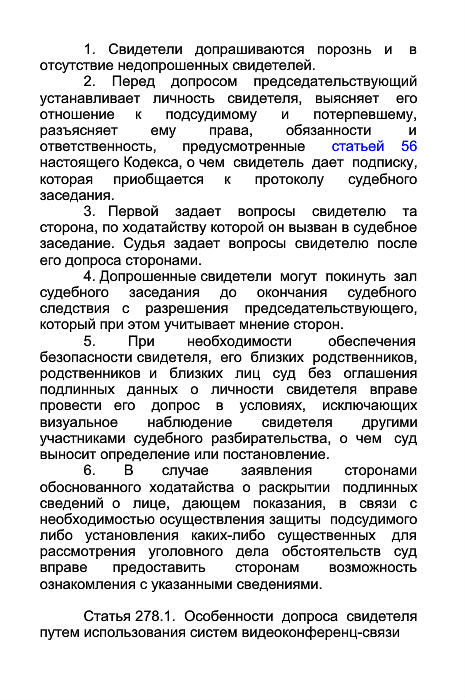 1. Свидетели допрашиваются порознь и в
отсутствие недопрошенных свидетелей.
2. Перед допросом председательствующий
устанавливает личность свидетеля, выясняет его
отношение к подсудимому и потерпевшему,
разъясняет ему права, обязанности и
ответственность, предусмотренные статьей 56
настоящего Кодекса, о чем свидетель дает подписку,
которая приобщается к протоколу судебного
заседания.
3. Первой задает вопросы свидетелю та
сторона, по ходатайству которой он вызван в судебное
заседание. Судья задает вопросы свидетелю после
его допроса сторонами.
4. Допрошенные свидетели могут покинуть зал
судебного заседания до окончания судебного
следствия с разрешения председательствующего,
который при этом учитывает мнение сторон.
5. При необходимости обеспечения
безопасности свидетеля, его близких родственников,
родственников и близких лиц суд без оглашения
подлинных данных о личности свидетеля вправе
провести его допрос в условиях, исключающих
визуальное наблюдение свидетеля другими
участниками судебного разбирательства, о чем суд
выносит определение или постановление.
6. В случае заявления сторонами
обоснованного ходатайства о раскрытии подлинных
сведений о лице, дающем показания, в связи с
необходимостью осуществления защиты подсудимого
либо установления каких-либо существенных для
рассмотрения уголовного дела обстоятельств суд
вправе предоставить сторонам возможность
ознакомления с указанными сведениями.
Статья 278.1. Особенности допроса свидетеля
путем использования систем видеоконференц-связи